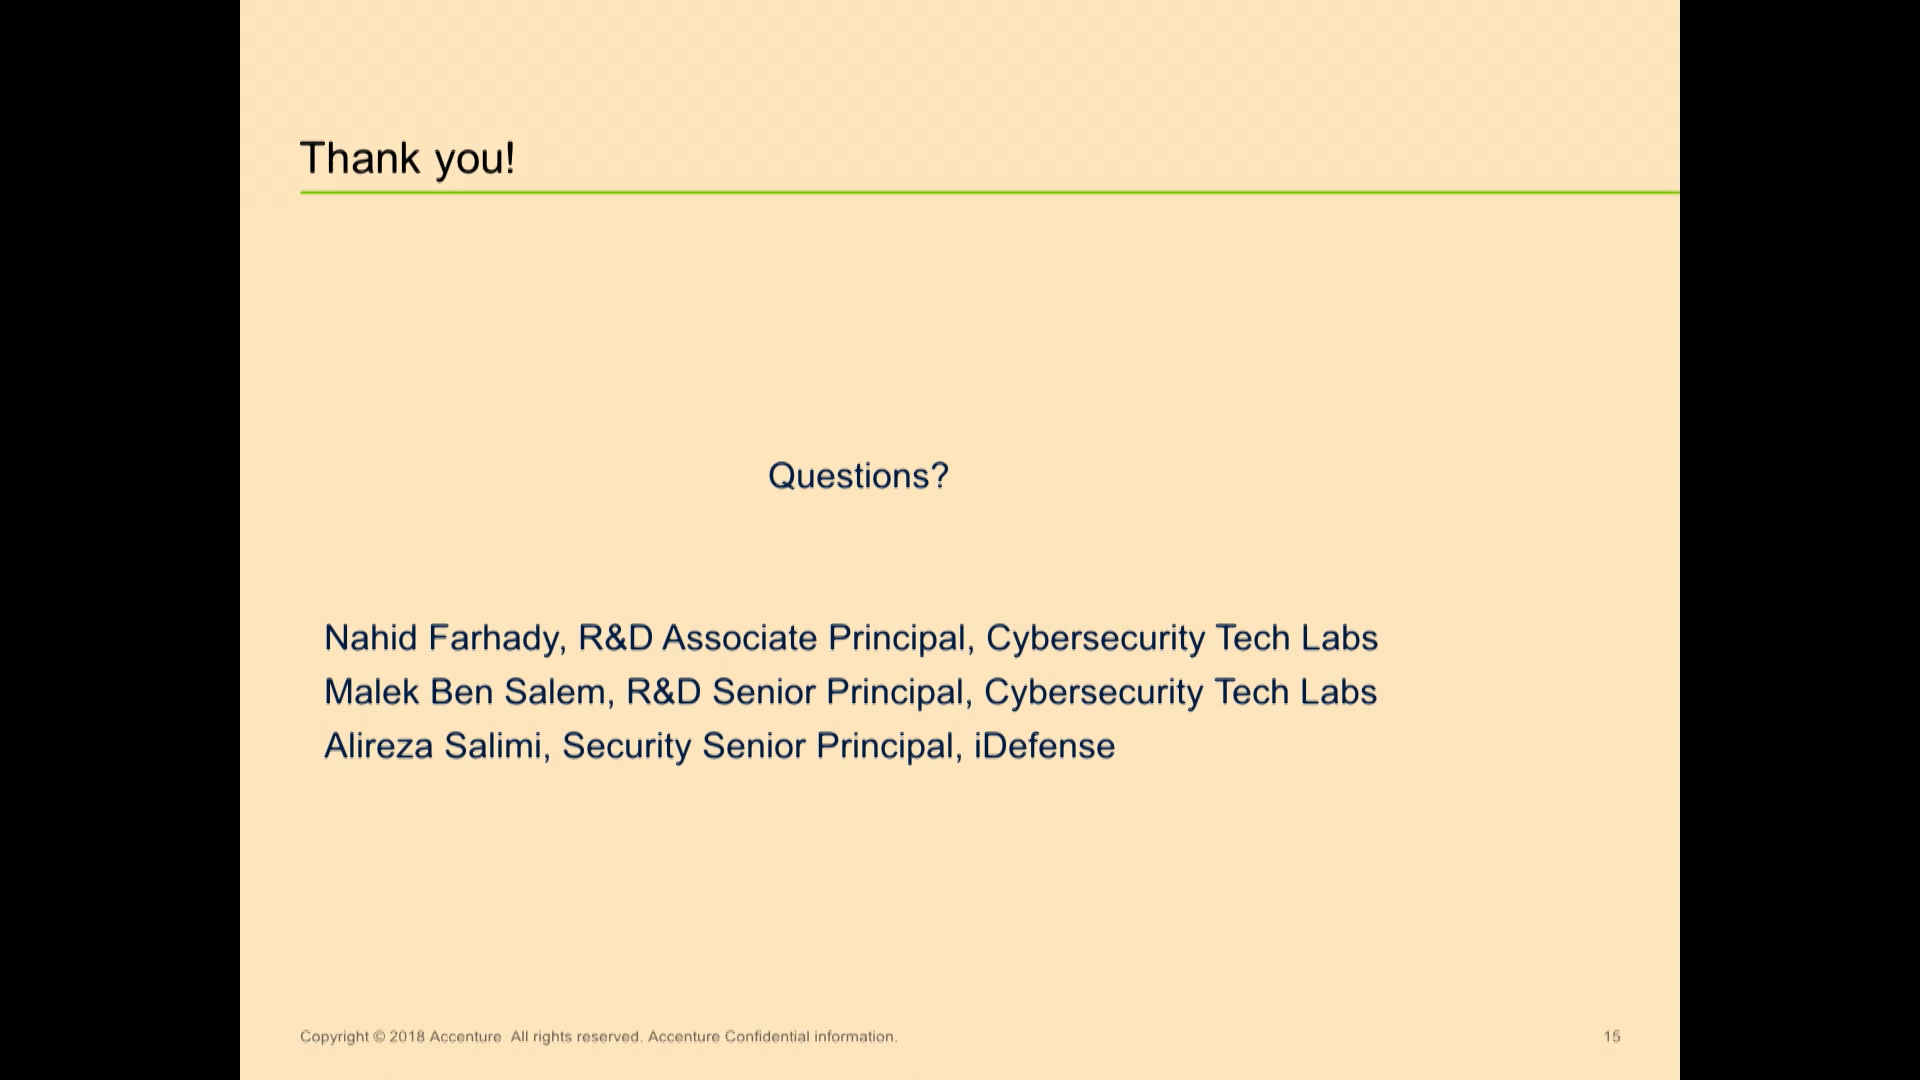 Thank you!
Questions?
Nahid Farhady, R&D Associate Principal, Cybersecurity Tech Labs
Malek Ben Salem, R&D Senior Principal, Cybersecurity Tech Labs
Alireza Salimi, Security Senior Principal, iDefense
Copyright © 2018 Accenture  All rights reserved. Accenture Confidential information.
15